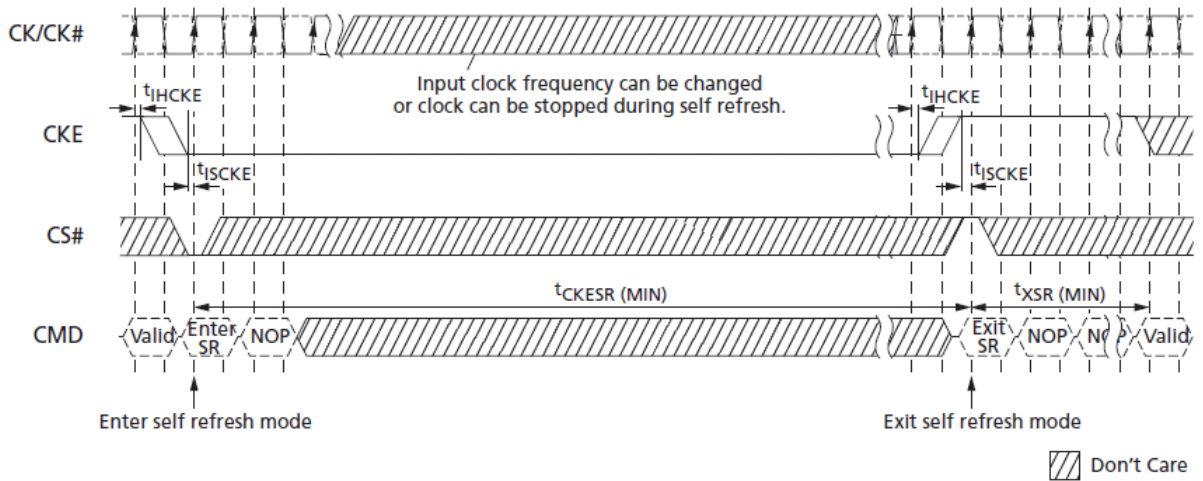 CK/CK#
Input clock frequency can be changed
or clock can be stopped during self refresh.
tIHCKE
tIHCKE
CKE
tISCKE
tISCKE
CS#
tCKESR (MIN)
tXSR (MIN)
CMD
Valid
Enter
SR
NOP
Exit
SR
NOP
NOP
Valid
Enter self refresh mode
Exit self refresh mode
Don't Care